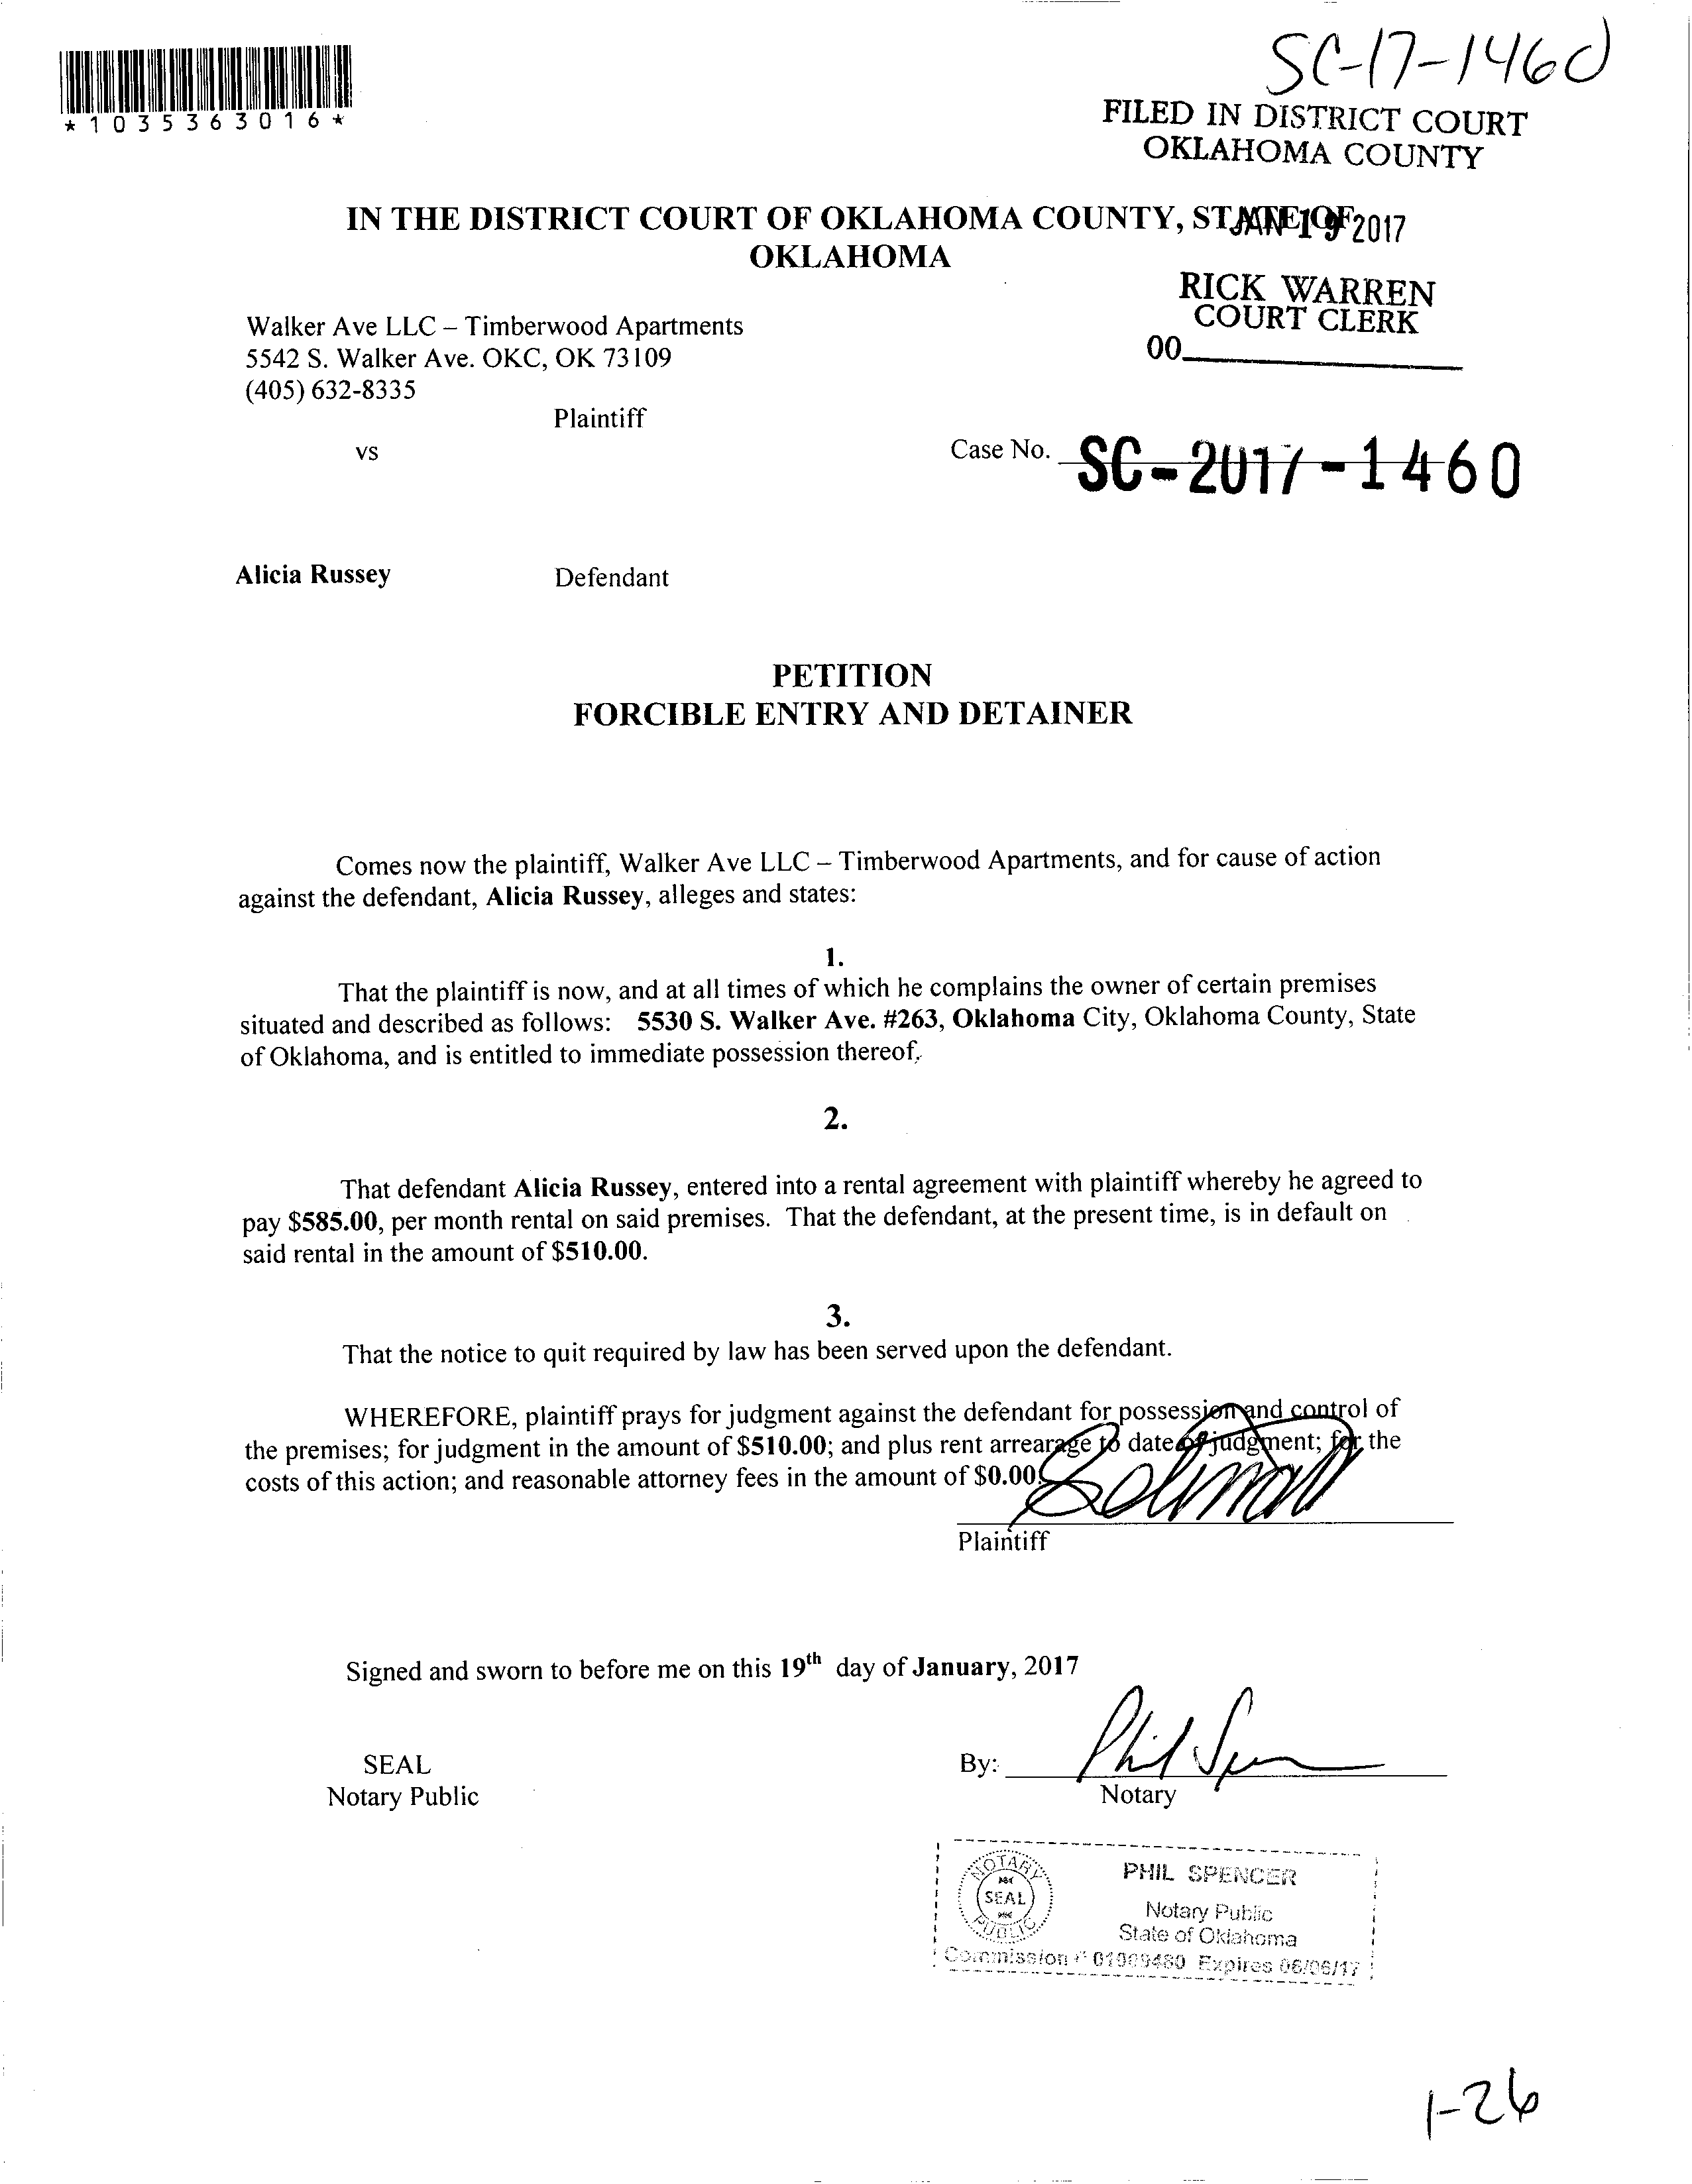 SC-17-1460
*1035363016*
FILED IN DISTRICT COURT
OKLAHOMA COUNTY
IN THE DISTRICT COURT OF OKLAHOMA COUNTY, STATE OF
JAN 19 2017
OKLAHOMA
RICK WARREN
COURT CLERK
00
Walker Ave LLC – Timberwood Apartments
5542 S. Walker Ave. OKC, OK 73109
(405) 632-8335
Plaintiff
vs
Case No. SC-2017-1460
Alicia Russey Defendant
PETITION
FORCIBLE ENTRY AND DETAINER
Comes now the plaintiff, Walker Ave LLC – Timberwood Apartments, and for cause of action
against the defendant, Alicia Russey, alleges and states:
1.
That the plaintiff is now, and at all times of which he complains the owner of certain premises
situated and described as follows: 5530 S. Walker Ave. #263, Oklahoma City, Oklahoma County, State
of Oklahoma, and is entitled to immediate possession thereof.
2.
That defendant Alicia Russey, entered into a rental agreement with plaintiff whereby he agreed to
pay $585.00, per month rental on said premises. That the defendant, at the present time, is in default on
said rental in the amount of $510.00.
3.
That the notice to quit required by law has been served upon the defendant.
WHEREFORE, plaintiff prays for judgment against the defendant for possession and control of
the premises; for judgment in the amount of $510.00; and plus rent arrearage to date of judgment; for the
costs of this action; and reasonable attorney fees in the amount of $0.00.
Plaintiff
Signed and sworn to before me on this 19th day of January, 2017
SEAL
Notary Public
By: Phil Spencer
Notary
NOTARY
SEAL
PUBLIC
PHIL SPENCER
Notary Public
State of Oklahoma
Commission # 01009480 Expires 06/06/17
1-26